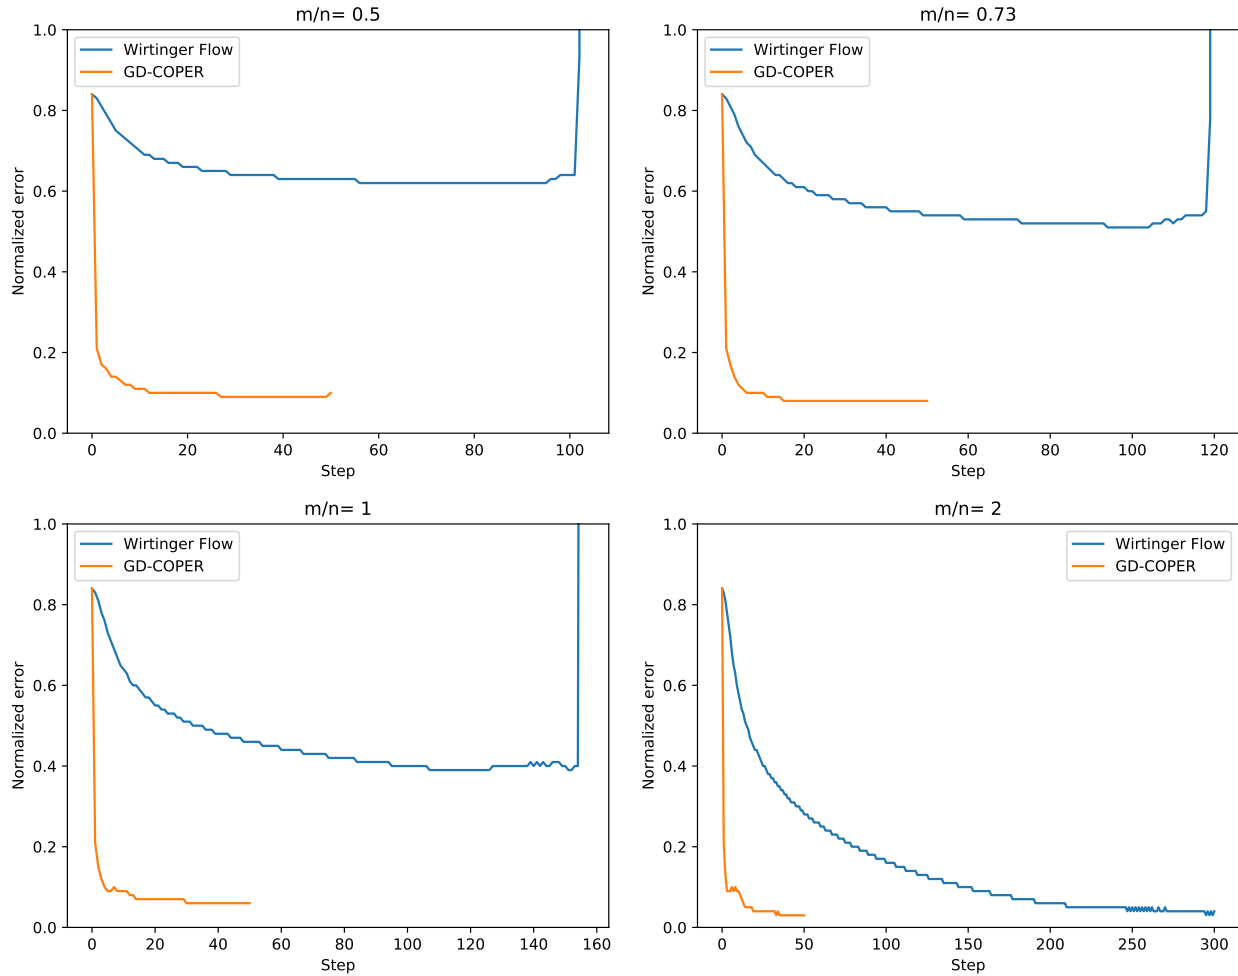 m/n= 0.5
Wirtinger Flow
GD-COPER
Normalized error
1.0
0.8
0.6
0.4
0.2
0.0
0 20 40 60 80 100
Step
m/n= 0.73
Wirtinger Flow
GD-COPER
Normalized error
1.0
0.8
0.6
0.4
0.2
0.0
0 20 40 60 80 100 120
Step
m/n= 1
Wirtinger Flow
GD-COPER
Normalized error
1.0
0.8
0.6
0.4
0.2
0.0
0 20 40 60 80 100 120 140 160
Step
m/n= 2
Wirtinger Flow
GD-COPER
Normalized error
1.0
0.8
0.6
0.4
0.2
0.0
0 50 100 150 200 250 300
Step